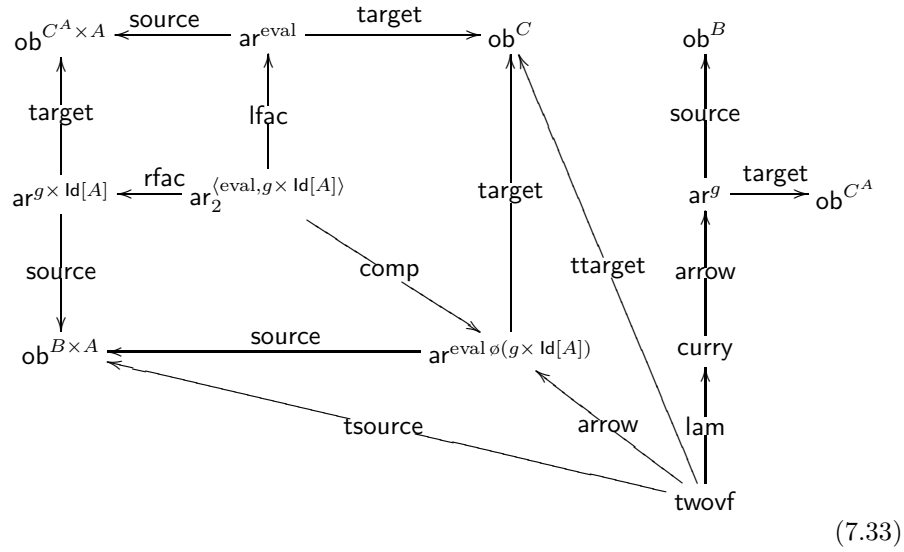 ob^{C^A × A} source ar^{eval} target ob^C ob^B
target lfac source
ar^{g × Id[A]} rfac ar_2^{⟨eval, g × Id[A]⟩} target ar^g target ob^{C^A}
source comp ttarget arrow
ob^{B × A} source ar^{eval ø(g × Id[A])} curry
tsource arrow lam
twovf
(7.33)